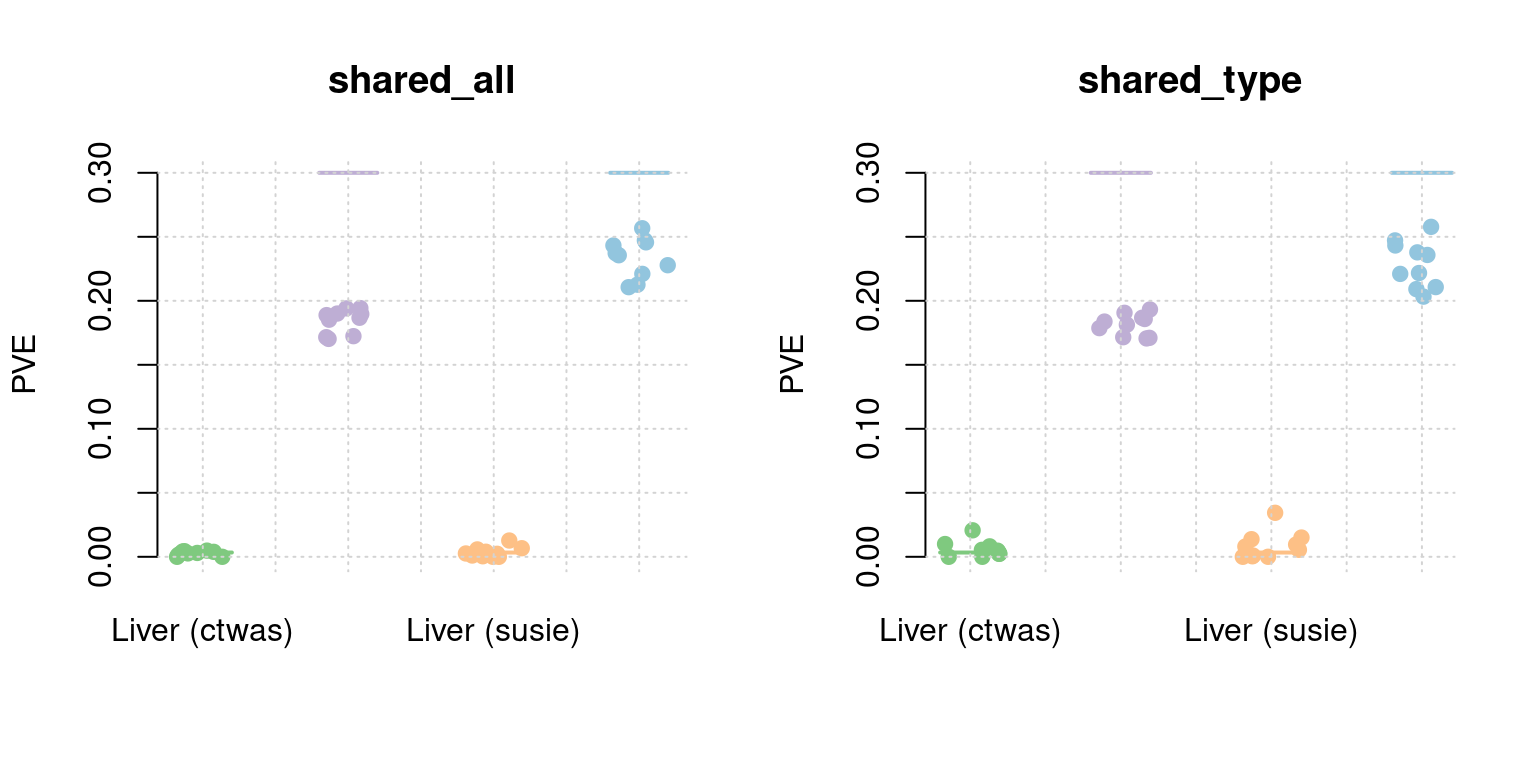 shared_all
PVE
0.30
0.20
0.10
0.00
Liver (ctwas)
Liver (susie)
shared_type
PVE
0.30
0.20
0.10
0.00
Liver (ctwas)
Liver (susie)